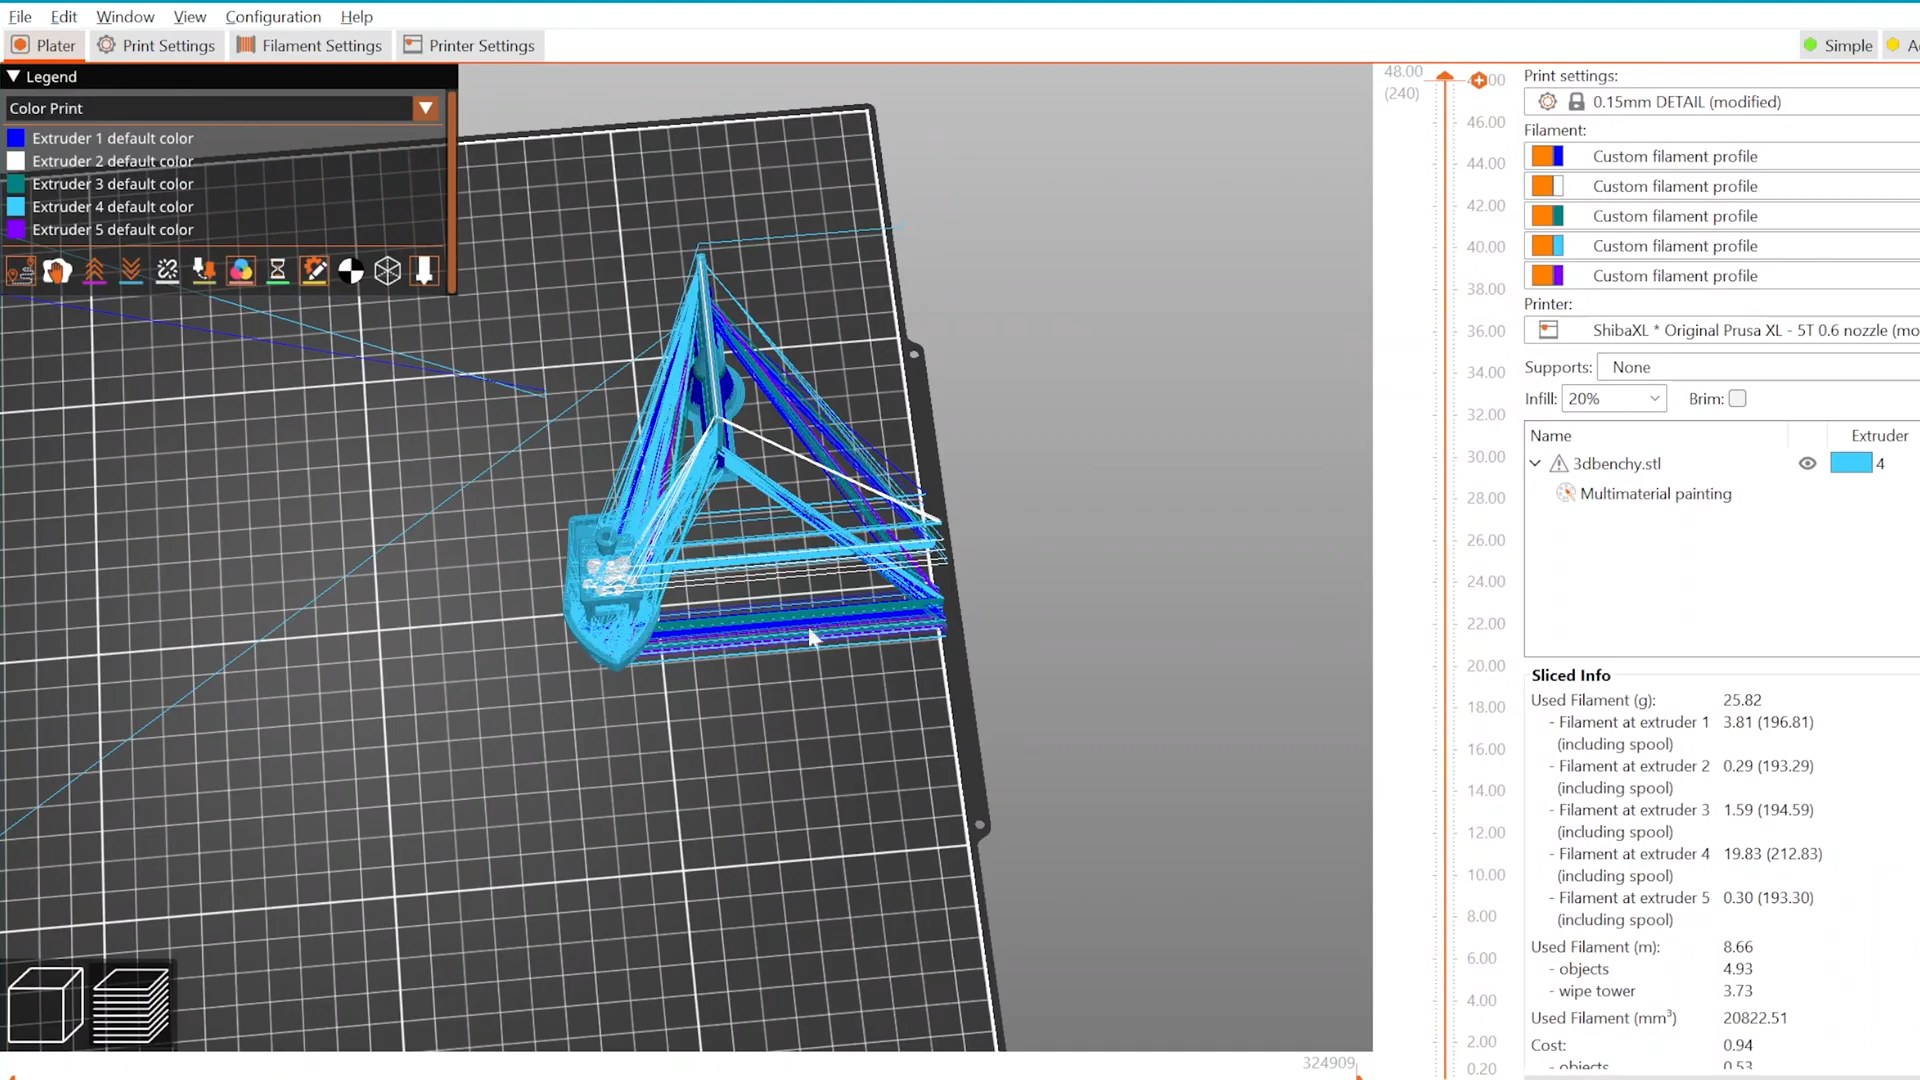 File Edit Window View Configuration Help
Plater Print Settings Filament Settings Printer Settings Simple
Legend
Color Print
Extruder 1 default color
Extruder 2 default color
Extruder 3 default color
Extruder 4 default color
Extruder 5 default color
48.00
(240)
46.00
44.00
42.00
40.00
38.00
36.00
34.00
32.00
30.00
28.00
26.00
24.00
22.00
20.00
18.00
16.00
14.00
12.00
10.00
8.00
6.00
4.00
2.00
0.20
324909
Print settings:
0.15mm DETAIL (modified)
Filament:
Custom filament profile
Custom filament profile
Custom filament profile
Custom filament profile
Custom filament profile
Printer:
ShibaXL * Original Prusa XL - 5T 0.6 nozzle (mo
Supports: None
Infill: 20% Brim:
Name Extruder
3dbenchy.stl 4
Multimaterial painting
Sliced Info
Used Filament (g): 25.82
- Filament at extruder 1 3.81 (196.81)
(including spool)
- Filament at extruder 2 0.29 (193.29)
(including spool)
- Filament at extruder 3 1.59 (194.59)
(including spool)
- Filament at extruder 4 19.83 (212.83)
(including spool)
- Filament at extruder 5 0.30 (193.30)
(including spool)
Used Filament (m): 8.66
- objects 4.93
- wipe tower 3.73
Used Filament (mm³) 20822.51
Cost: 0.94
- objects 0.53